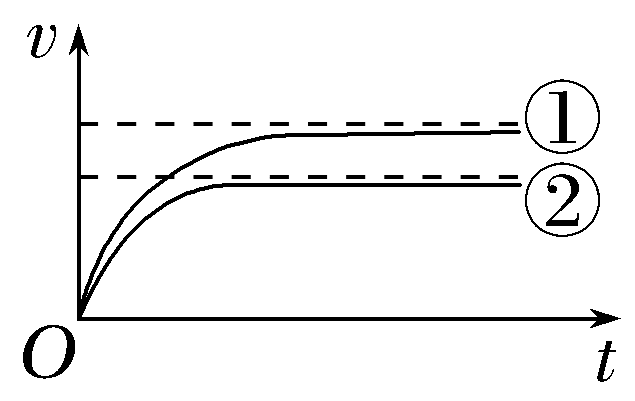 v
①
②
O
t